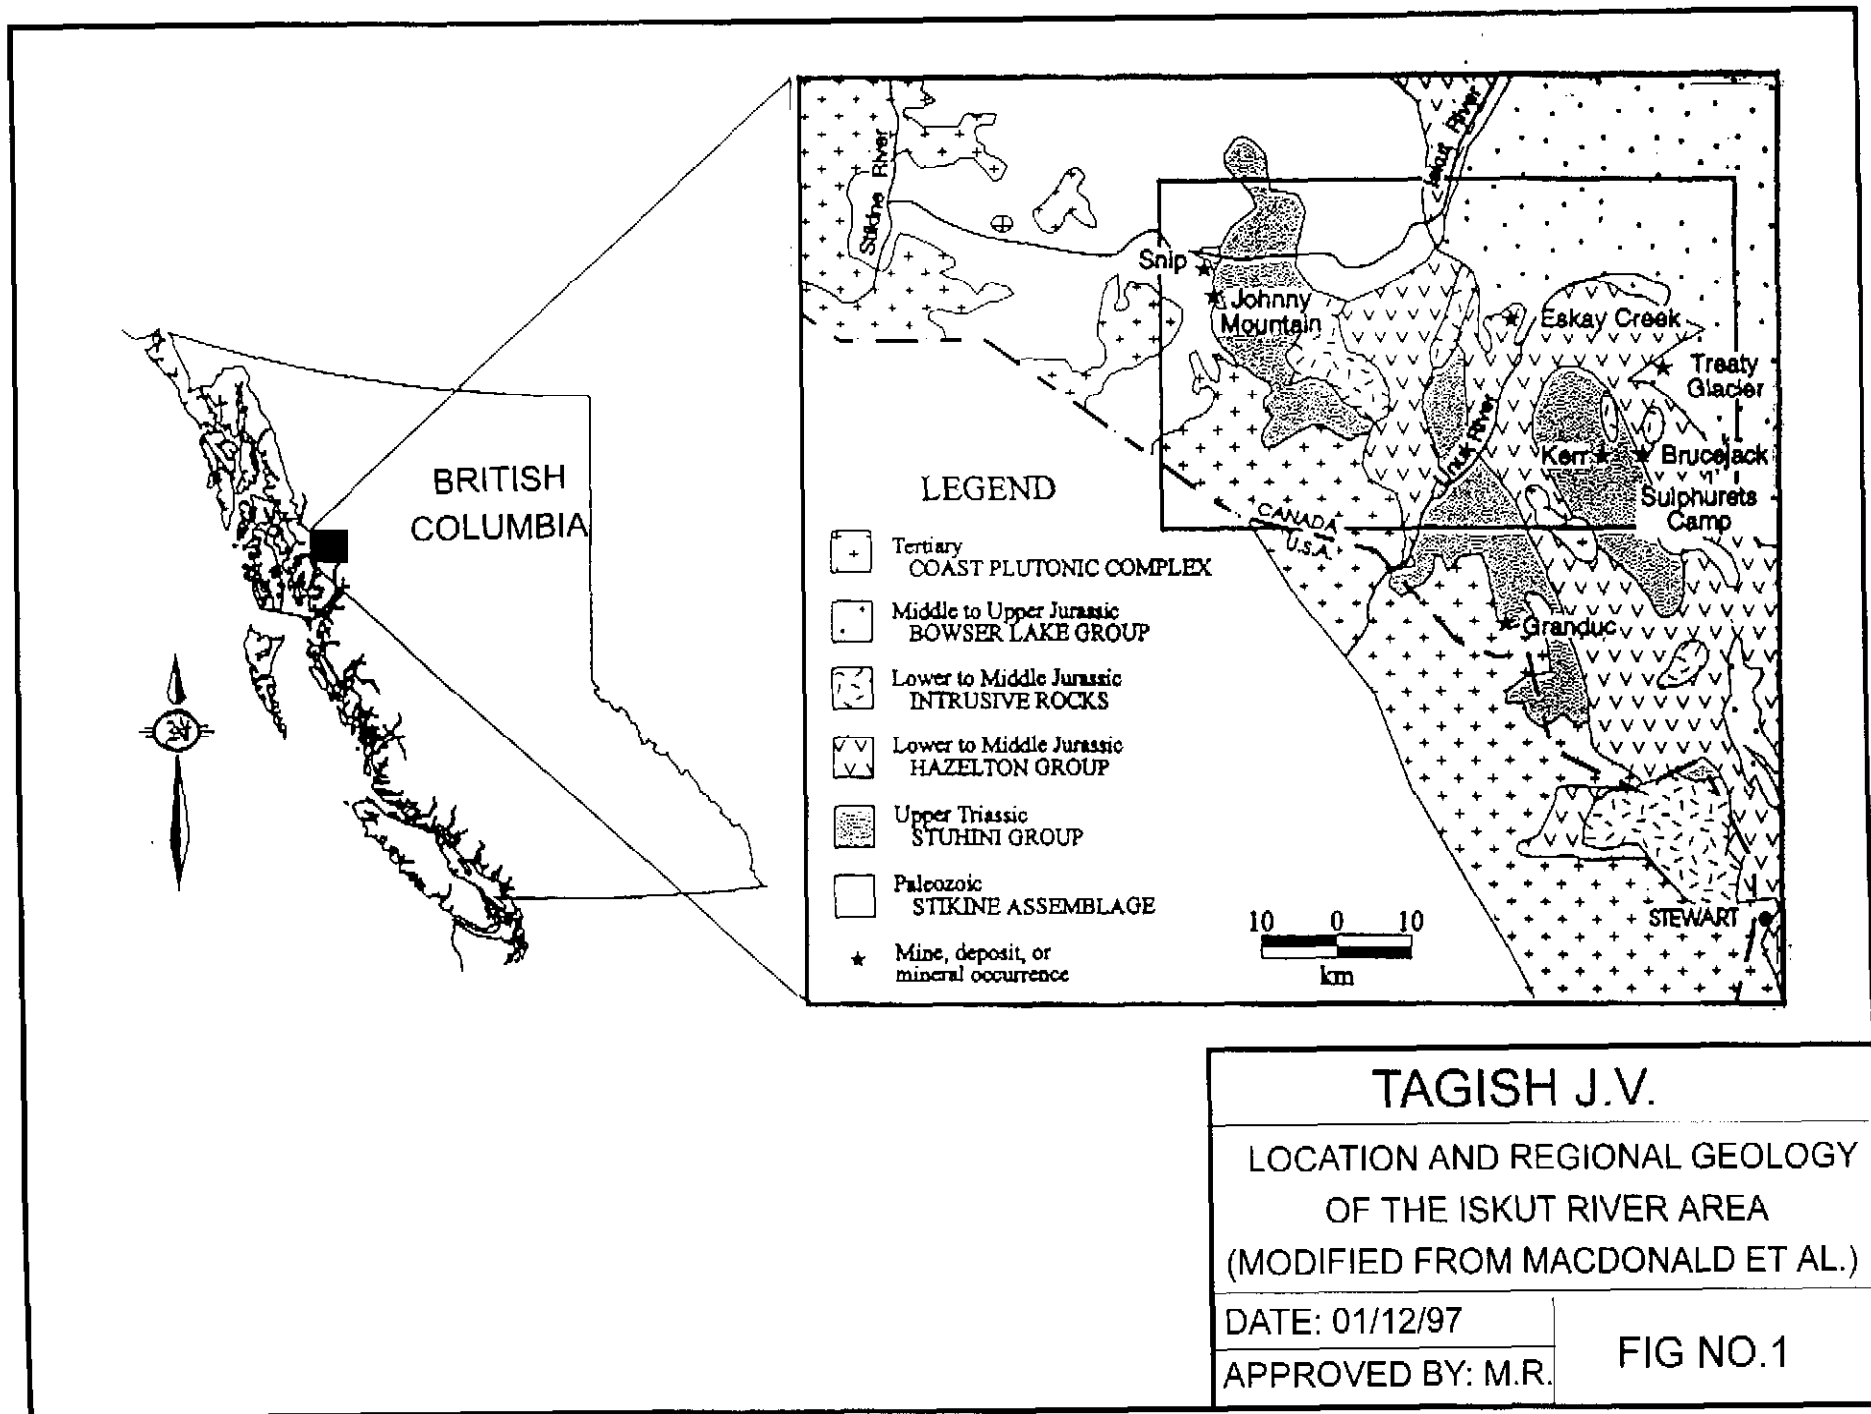 BRITISH
COLUMBIA
Stikine River
Iskut River
Snip
Johnny
Mountain
Eskay Creek
Treaty
Glacier
Unuk River
Kerr
Brucejack
Sulphurets
Camp
CANADA
U.S.A.
Granduc
STEWART
LEGEND
Tertiary
COAST PLUTONIC COMPLEX
Middle to Upper Jurassic
BOWSER LAKE GROUP
Lower to Middle Jurassic
INTRUSIVE ROCKS
Lower to Middle Jurassic
HAZELTON GROUP
Upper Triassic
STUHINI GROUP
Paleozoic
STIKINE ASSEMBLAGE
Mine, deposit, or
mineral occurrence
10 0 10
km
TAGISH J.V.
LOCATION AND REGIONAL GEOLOGY
OF THE ISKUT RIVER AREA
(MODIFIED FROM MACDONALD ET AL.)
DATE: 01/12/97
APPROVED BY: M.R.
FIG NO.1